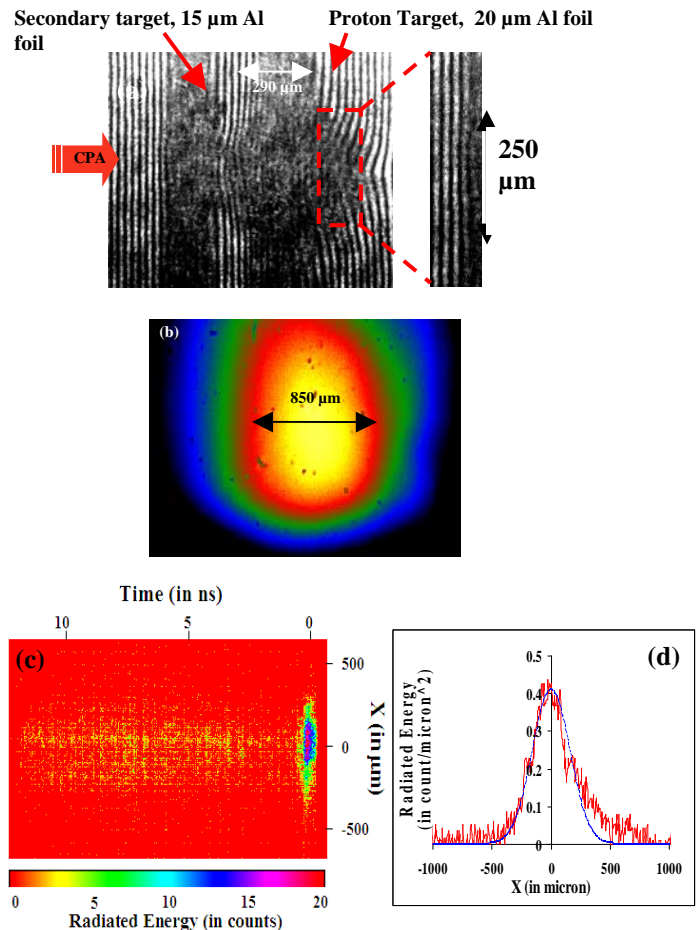 Secondary target, 15 µm Al foil
Proton Target, 20 µm Al foil
(a)
290 µm
CPA
250 µm
(b)
850 µm
Time (in ns)
10 5 0
(c)
500
0
-500
X (in µm)
0 5 10 15 20
Radiated Energy (in counts)
(d)
Radiated Energy
(in count/micron^2)
0.5
0.4
0.3
0.2
0.1
0
-1000 -500 0 500 1000
X (in micron)